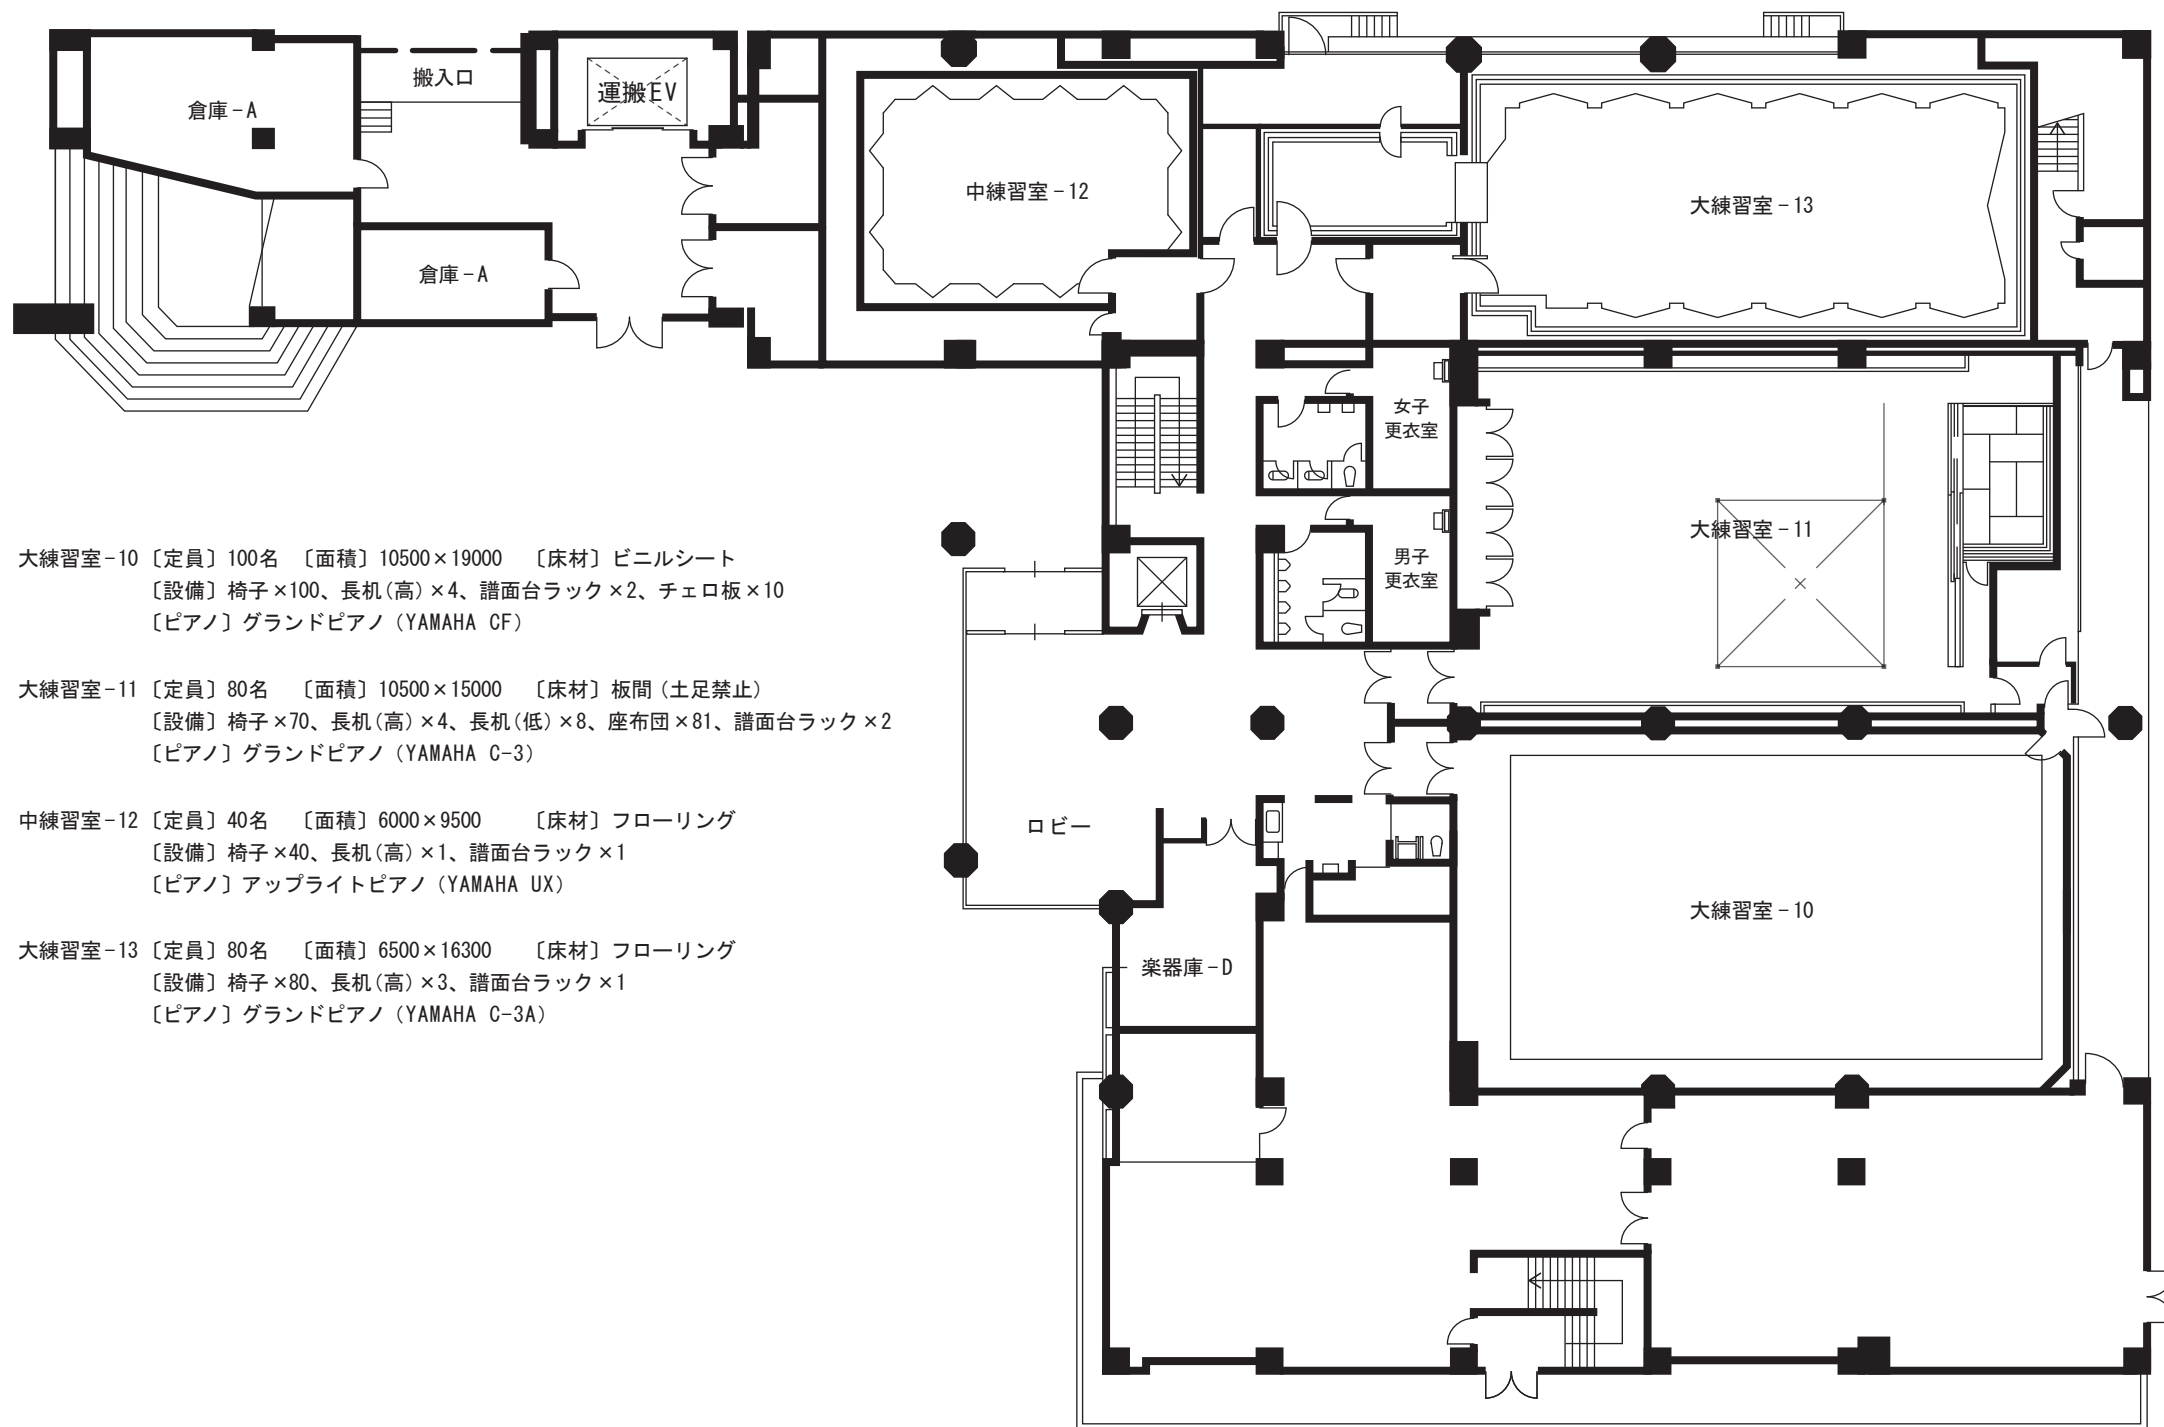 搬入口
運搬EV
倉庫-A
中練習室-12
大練習室-13
倉庫-A
女子
更衣室
大練習室-11
男子
更衣室
大練習室-10〔定員〕100名 〔面積〕10500×19000 〔床材〕ビニルシート
〔設備〕椅子×100、長机(高)×4、譜面台ラック×2、チェロ板×10
〔ピアノ〕グランドピアノ（YAMAHA CF）
大練習室-11〔定員〕80名 〔面積〕10500×15000 〔床材〕板間(土足禁止)
〔設備〕椅子×70、長机(高)×4、長机(低)×8、座布団×81、譜面台ラック×2
〔ピアノ〕グランドピアノ（YAMAHA C-3）
中練習室-12〔定員〕40名 〔面積〕6000×9500 〔床材〕フローリング
〔設備〕椅子×40、長机(高)×1、譜面台ラック×1
〔ピアノ〕アップライトピアノ（YAMAHA UX）
大練習室-13〔定員〕80名 〔面積〕6500×16300 〔床材〕フローリング
〔設備〕椅子×80、長机(高)×3、譜面台ラック×1
〔ピアノ〕グランドピアノ（YAMAHA C-3A）
ロビー
大練習室-10
楽器庫-D